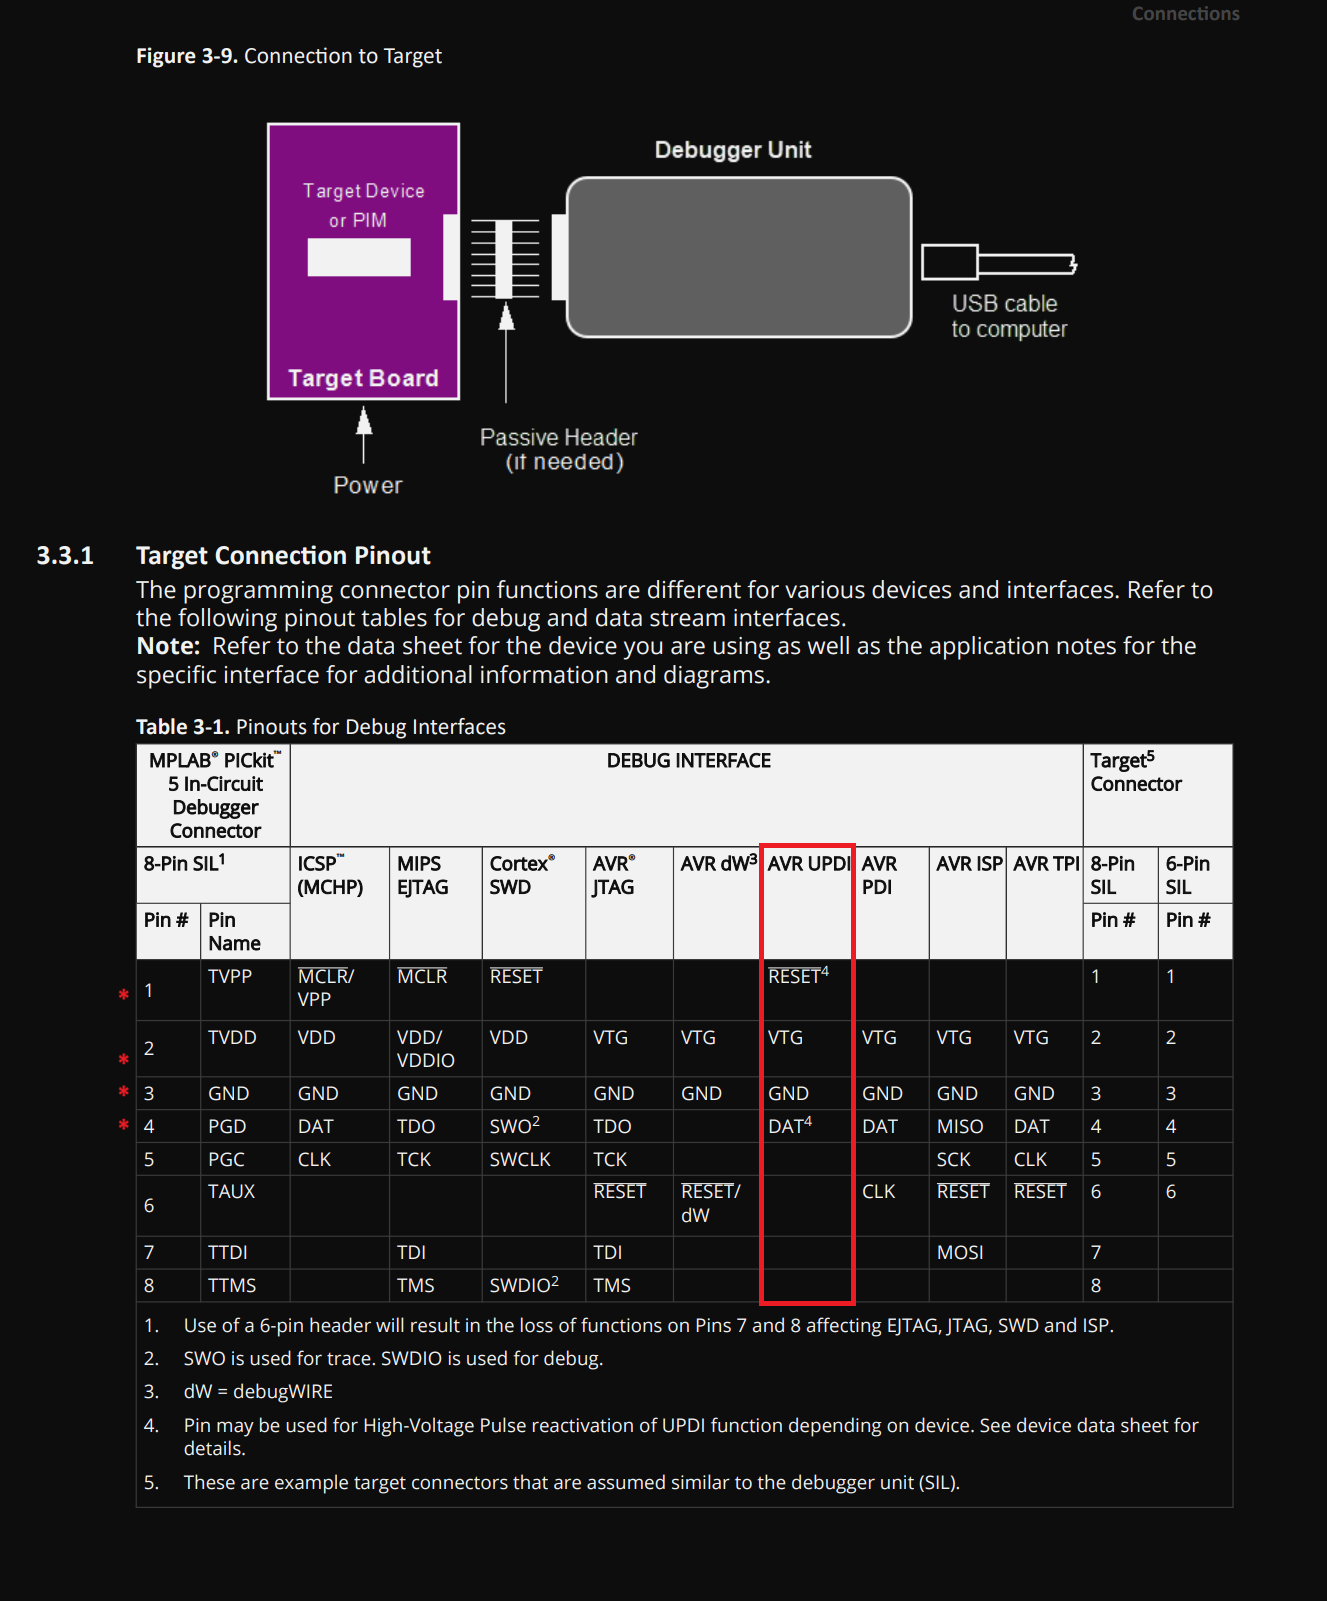 Connections
Figure 3-9. Connection to Target
Debugger Unit
Target Device
or PIM
USB cable
to computer
Target Board
Passive Header
(if needed)
Power
3.3.1 Target Connection Pinout
The programming connector pin functions are different for various devices and interfaces. Refer to
the following pinout tables for debug and data stream interfaces.
Note: Refer to the data sheet for the device you are using as well as the application notes for the
specific interface for additional information and diagrams.
Table 3-1. Pinouts for Debug Interfaces
MPLAB® PICkit™ DEBUG INTERFACE Target5
5 In-Circuit Connector
Debugger
Connector
8-Pin SIL1 ICSP™ MIPS Cortex® AVR® AVR dW3 AVR UPDI AVR AVR ISP AVR TPI 8-Pin 6-Pin
(MCHP) EJTAG SWD JTAG PDI SIL SIL
Pin # Pin Pin # Pin #
Name
* 1 TVPP MCLR/ MCLR RESET RESET4 1 1
VPP
* 2 TVDD VDD VDD/ VDD VTG VTG VTG VTG VTG VTG 2 2
VDDIO
* 3 GND GND GND GND GND GND GND GND GND GND 3 3
* 4 PGD DAT TDO SWO2 TDO DAT4 DAT MISO DAT 4 4
5 PGC CLK TCK SWCLK TCK SCK CLK 5 5
6 TAUX RESET RESET/ CLK RESET RESET 6 6
dW
7 TTDI TDI TDI MOSI 7
8 TTMS TMS SWDIO2 TMS 8
1. Use of a 6-pin header will result in the loss of functions on Pins 7 and 8 affecting EJTAG, JTAG, SWD and ISP.
2. SWO is used for trace. SWDIO is used for debug.
3. dW = debugWIRE
4. Pin may be used for High-Voltage Pulse reactivation of UPDI function depending on device. See device data sheet for
details.
5. These are example target connectors that are assumed similar to the debugger unit (SIL).